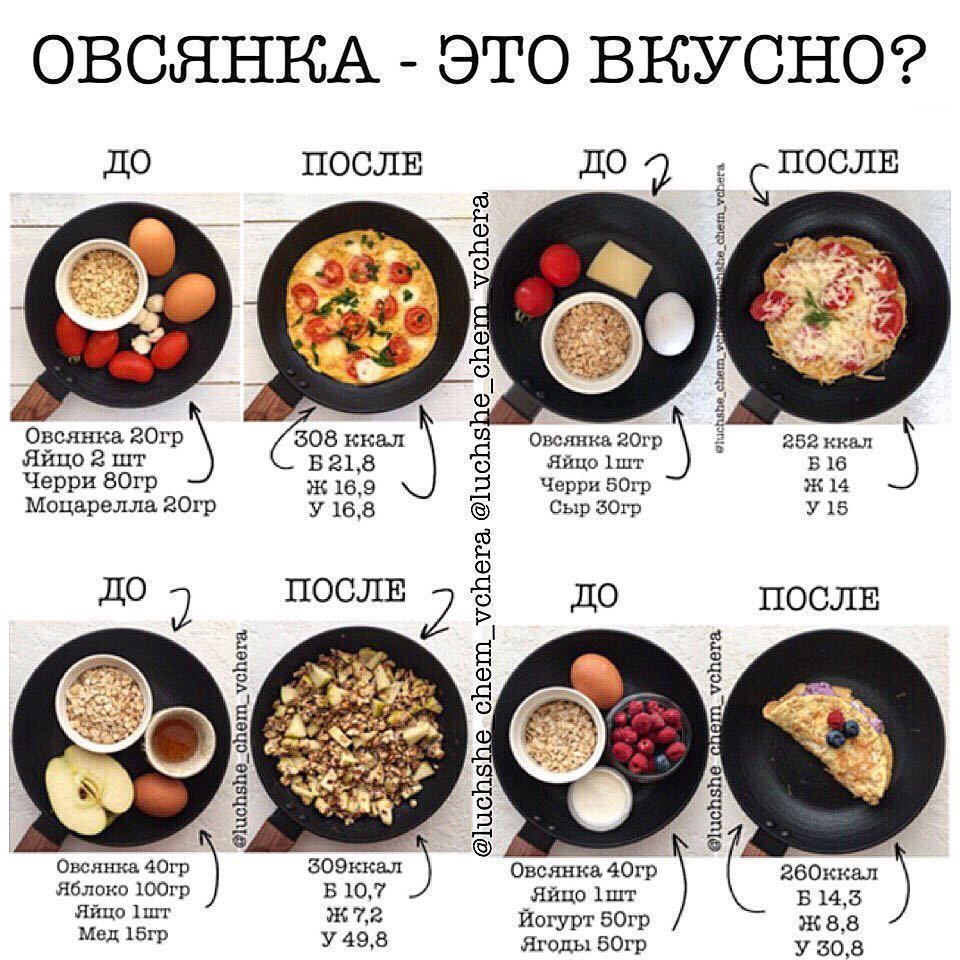 ОВСЯНКА - ЭТО ВКУСНО?
ДО
ПОСЛЕ
ДО
ПОСЛЕ
Овсянка 20гр
Яйцо 2 шт
Черри 80гр
Моцарелла 20гр
308 ккал
Б 21,8
Ж 16,9
У 16,8
Овсянка 20гр
Яйцо 1шт
Черри 50гр
Сыр 30гр
252 ккал
Б 16
Ж 14
У 15
@luchshe_chem_vchera @luchshe_chem_vchera
@luchshe_chem_vchera
ДО
ПОСЛЕ
ДО
ПОСЛЕ
@luchshe_chem_vchera
@luchshe_chem_vchera
Овсянка 40гр
Яблоко 100гр
Яйцо 1шт
Мед 15гр
309ккал
Б 10,7
Ж 7,2
У 49,8
Овсянка 40гр
Яйцо 1шт
Йогурт 50гр
Ягоды 50гр
260ккал
Б 14,3
Ж 8,8
У 30,8